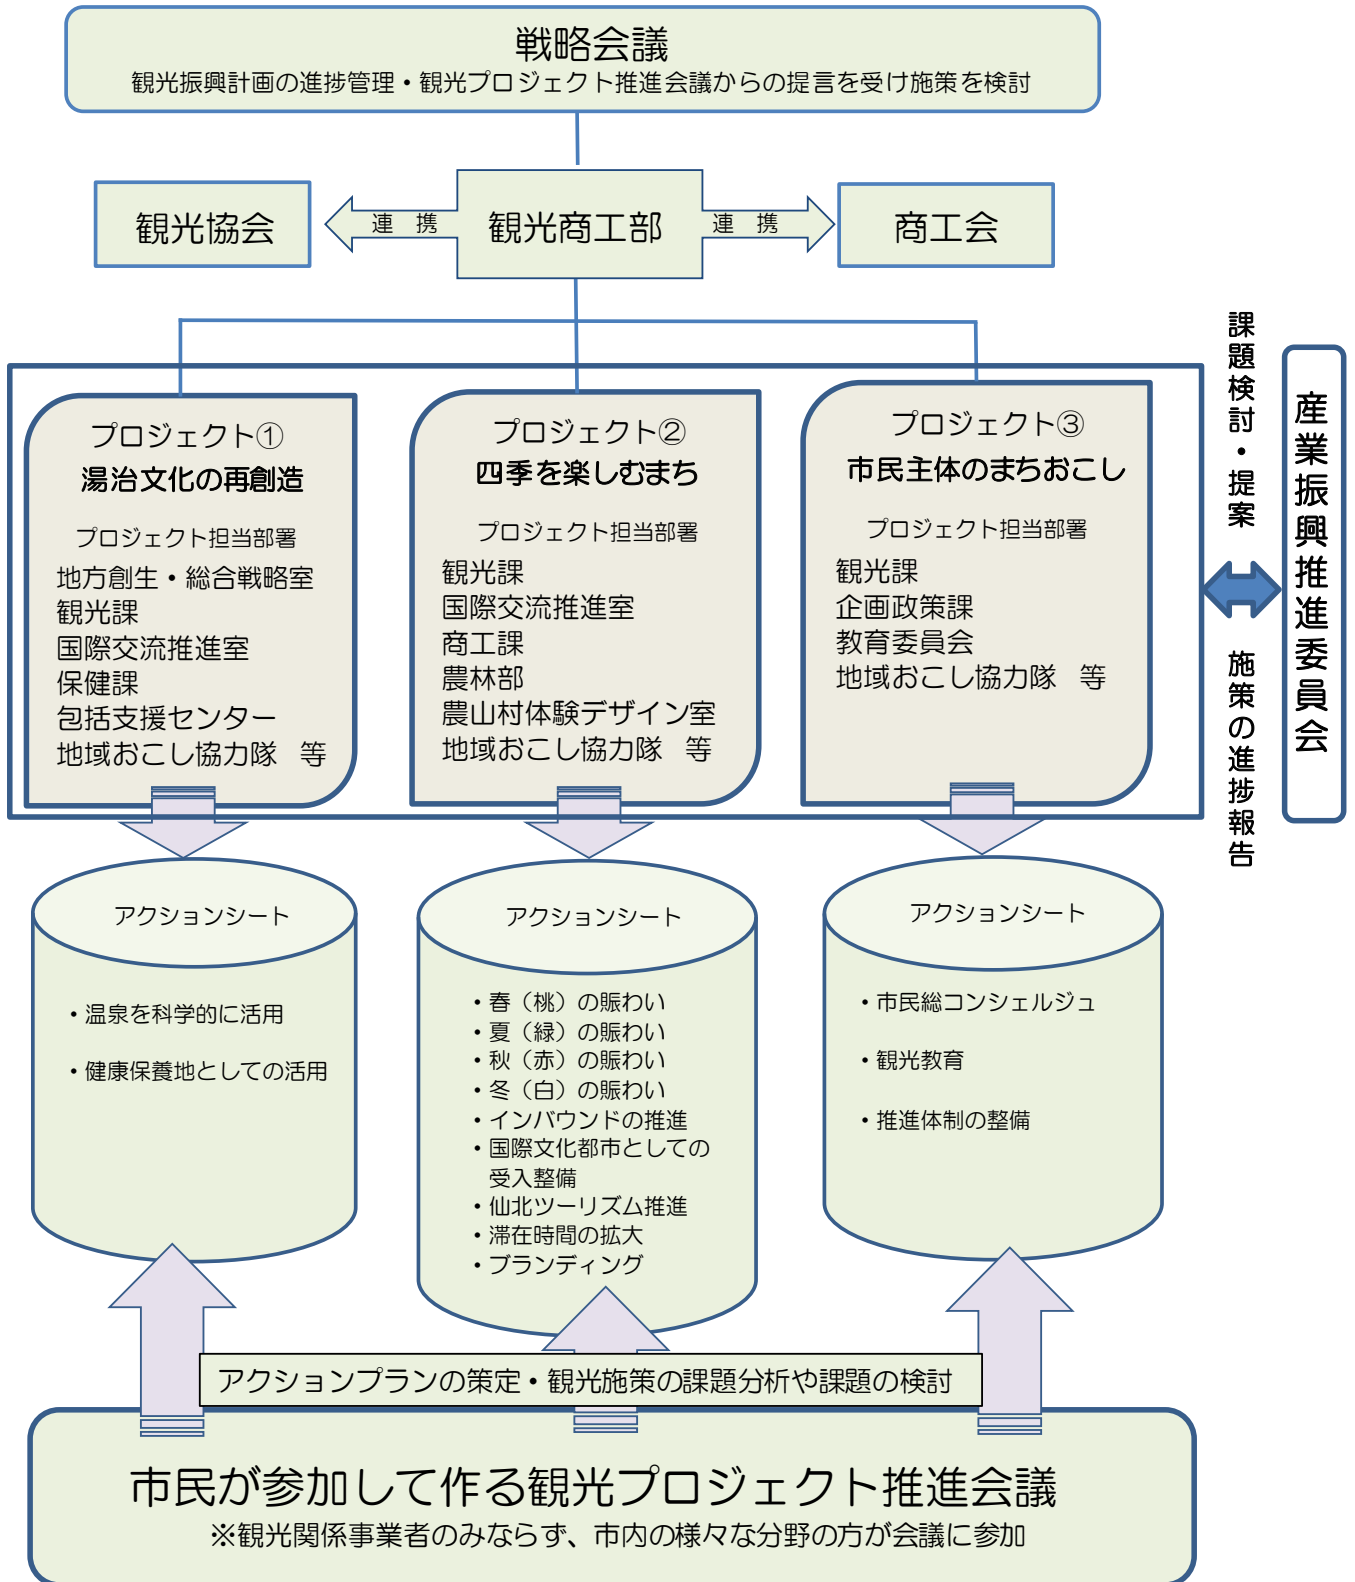 戦略会議
観光振興計画の進捗管理・観光プロジェクト推進会議からの提言を受け施策を検討
観光協会
連　携
観光商工部
連　携
商工会
プロジェクト①
湯治文化の再創造
プロジェクト担当部署
地方創生・総合戦略室
観光課
国際交流推進室
保健課
包括支援センター
地域おこし協力隊　等
プロジェクト②
四季を楽しむまち
プロジェクト担当部署
観光課
国際交流推進室
商工課
農林部
農山村体験デザイン室
地域おこし協力隊　等
プロジェクト③
市民主体のまちおこし
プロジェクト担当部署
観光課
企画政策課
教育委員会
地域おこし協力隊　等
課題検討・提案
施策の進捗報告
産業振興推進委員会
アクションシート
・温泉を科学的に活用
・健康保養地としての活用
アクションシート
・春（桃）の賑わい
・夏（緑）の賑わい
・秋（赤）の賑わい
・冬（白）の賑わい
・インバウンドの推進
・国際文化都市としての
受入整備
・仙北ツーリズム推進
・滞在時間の拡大
・ブランディング
アクションシート
・市民総コンシェルジュ
・観光教育
・推進体制の整備
アクションプランの策定・観光施策の課題分析や課題の検討
市民が参加して作る観光プロジェクト推進会議
※観光関係事業者のみならず、市内の様々な分野の方が会議に参加